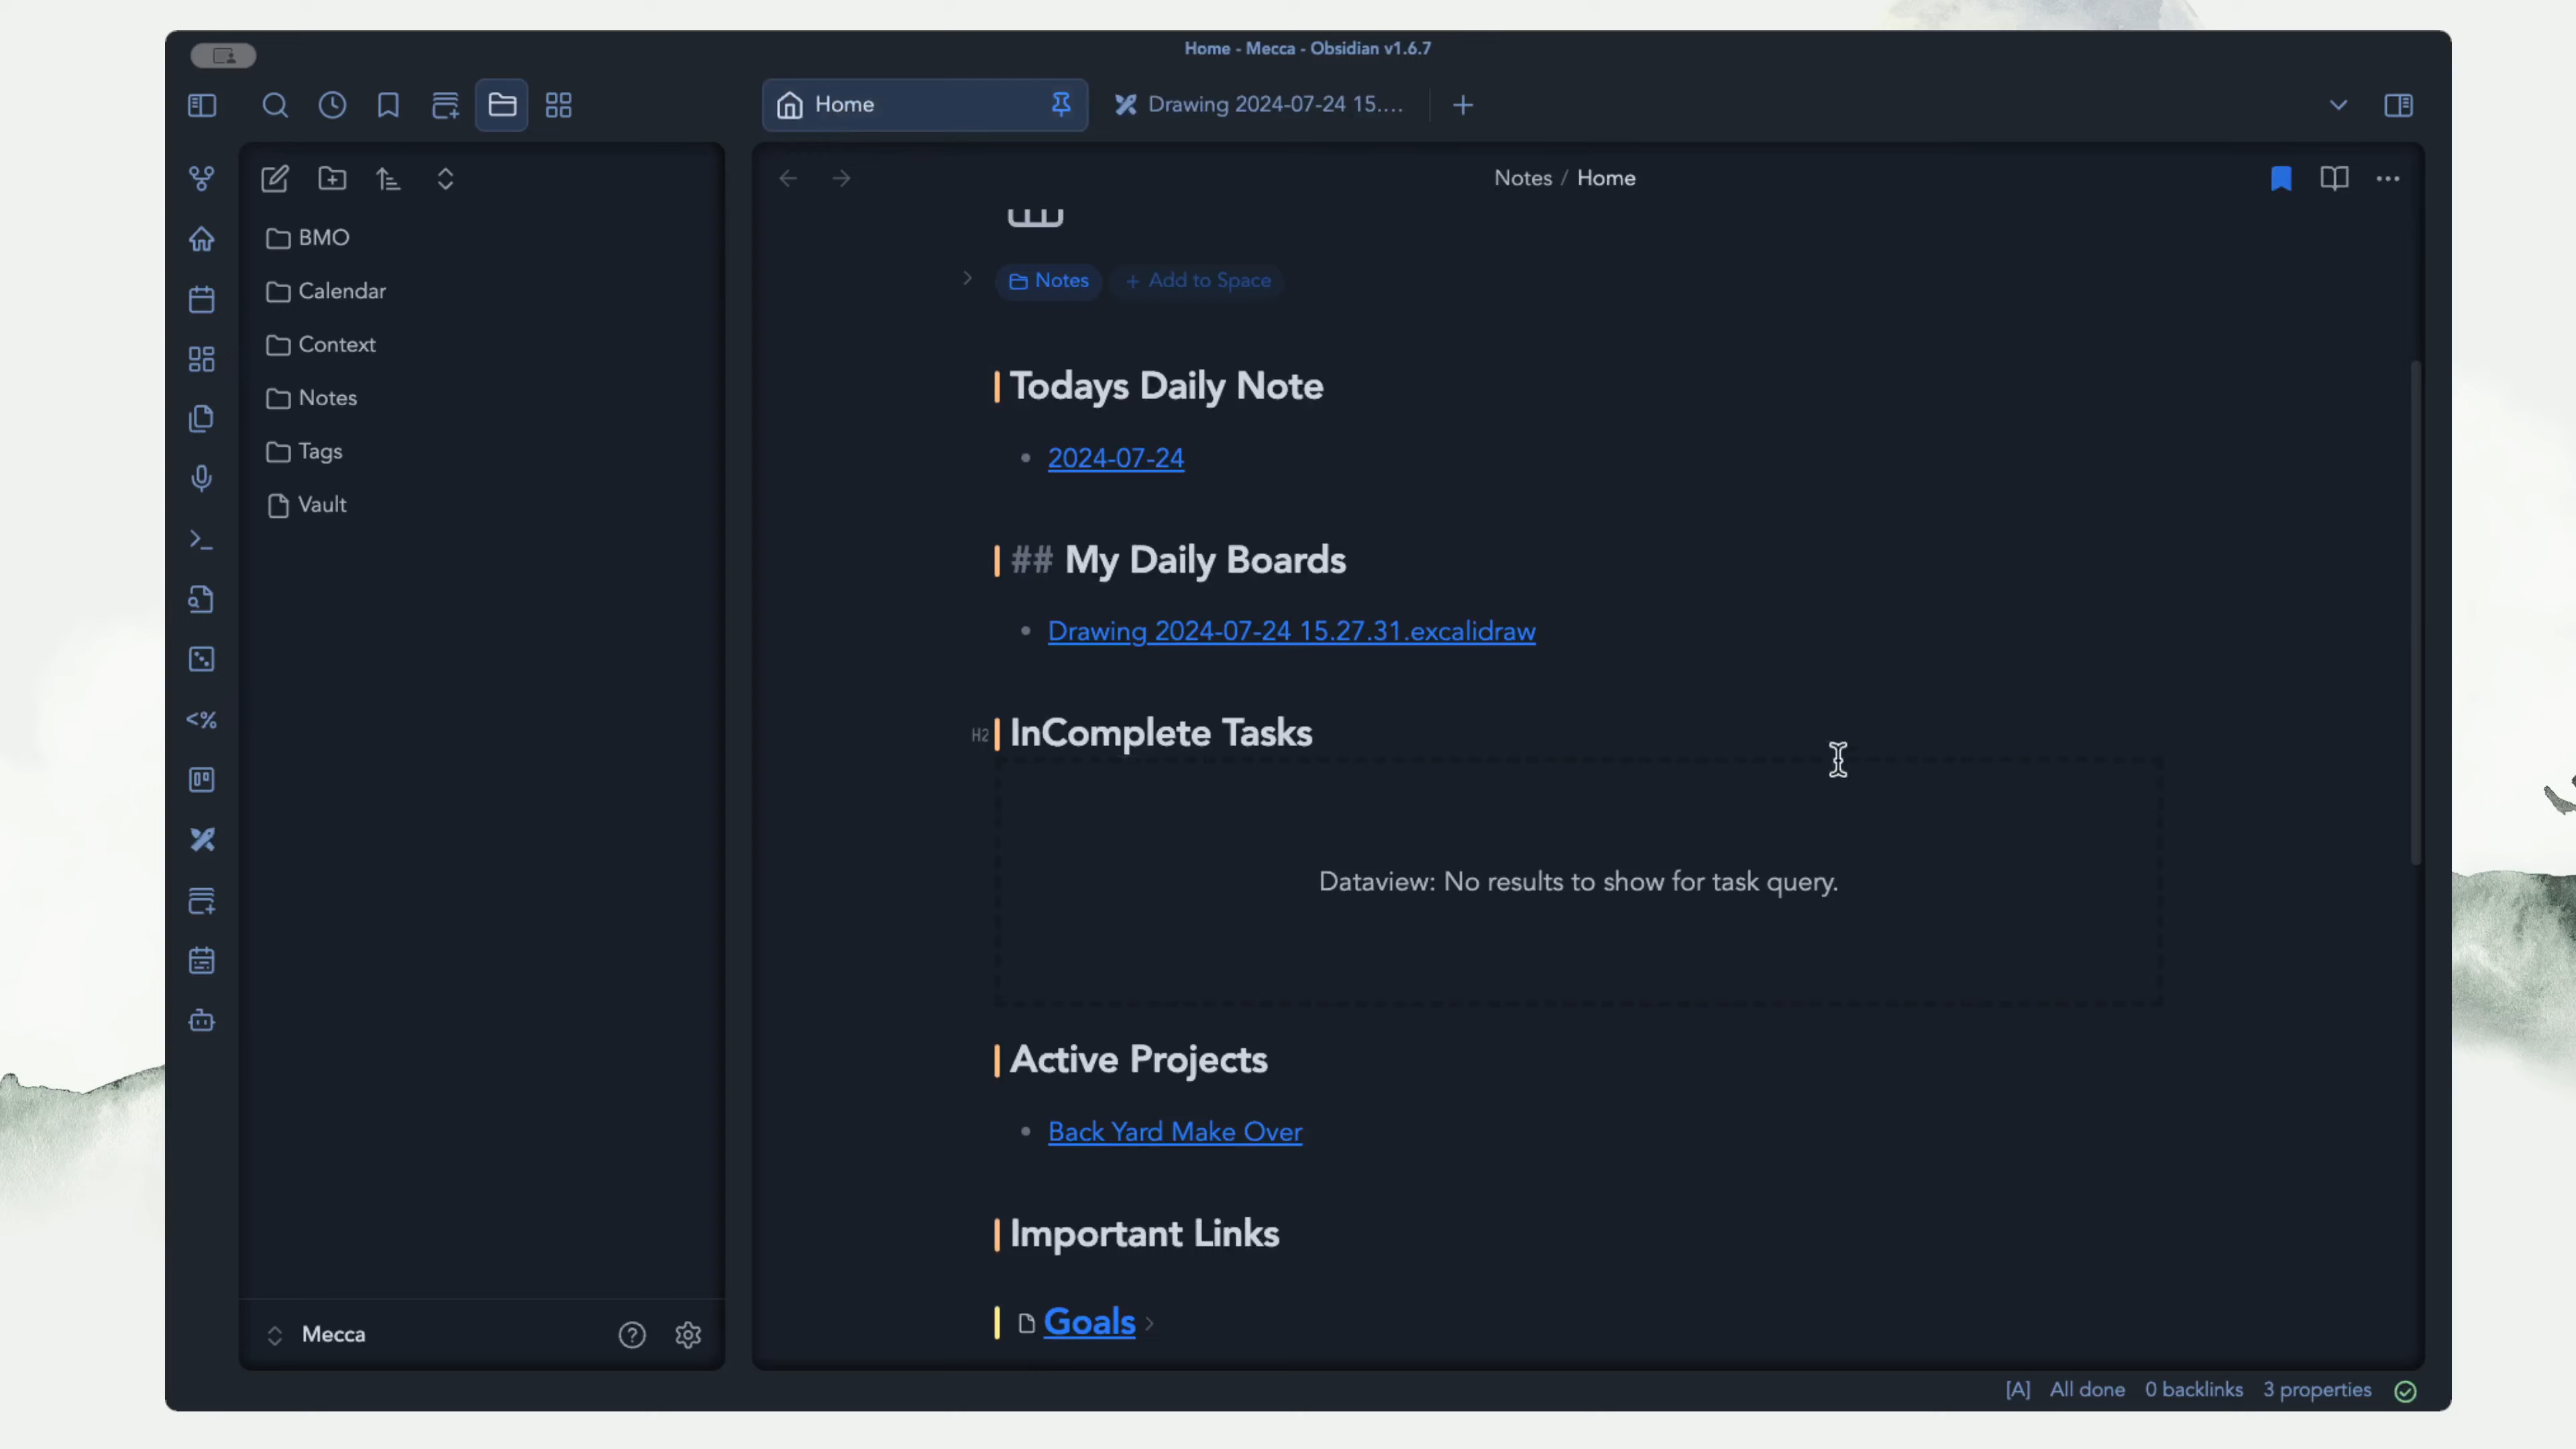 Home - Mecca - Obsidian v1.6.7
Home
Drawing 2024-07-24 15....
Notes / Home
BMO
Calendar
Context
Notes
Tags
Vault
Notes
+ Add to Space
Todays Daily Note
2024-07-24
## My Daily Boards
Drawing 2024-07-24 15.27.31.excalidraw
H2
InComplete Tasks
Dataview: No results to show for task query.
Active Projects
Back Yard Make Over
Important Links
Goals
Mecca
[A] All done 0 backlinks 3 properties